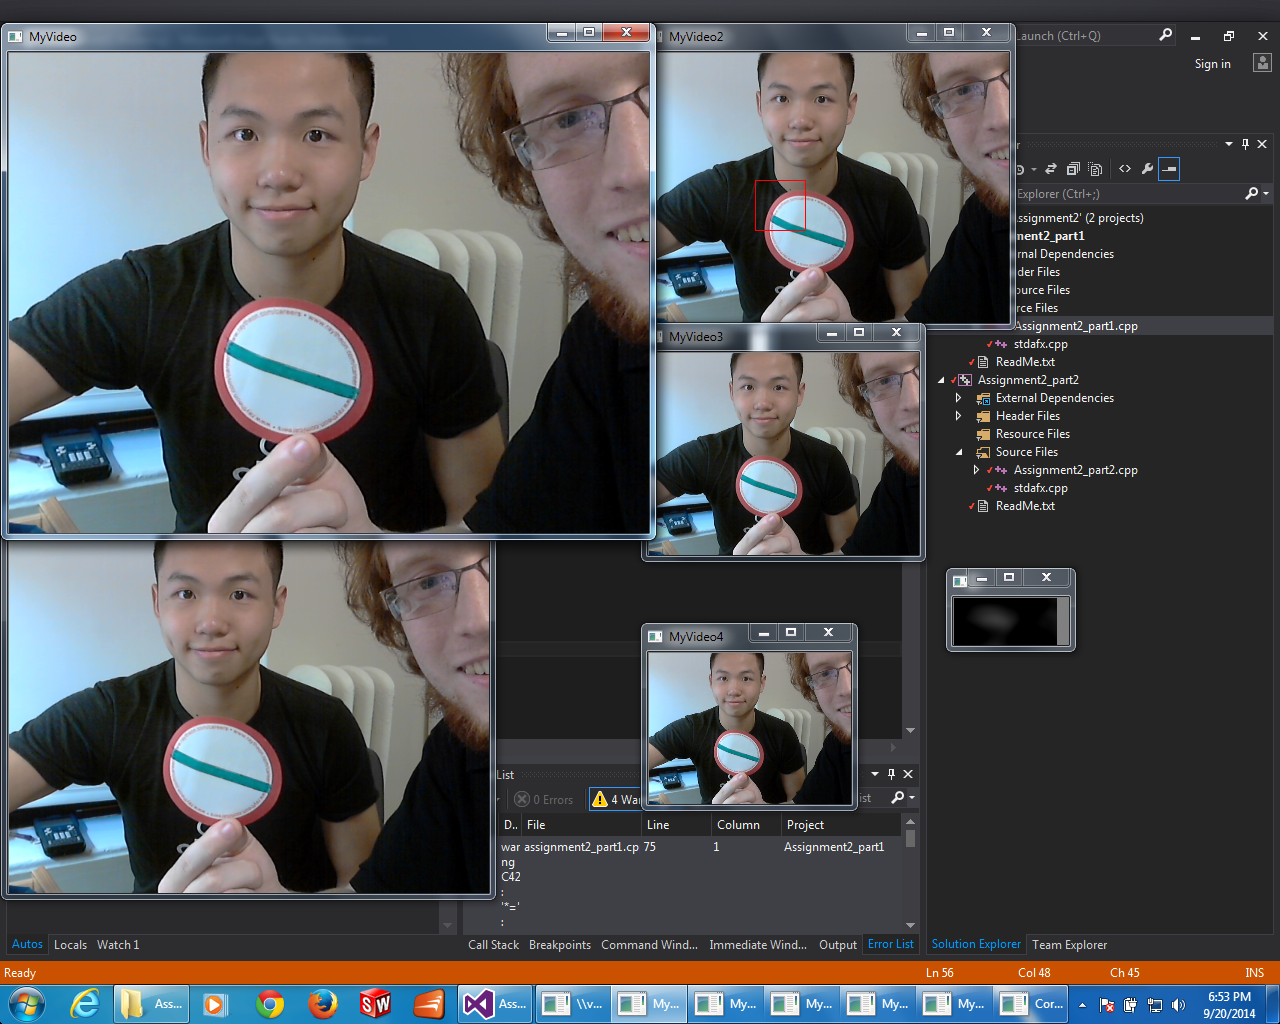 MyVideo
MyVideo2
Launch (Ctrl+Q)
Sign in
Explorer (Ctrl+;)
ssignment2' (2 projects)
ment2_part1
rnal Dependencies
der Files
ource Files
rce Files
Assignment2_part1.cpp
stdafx.cpp
ReadMe.txt
Assignment2_part2
External Dependencies
Header Files
Resource Files
Source Files
Assignment2_part2.cpp
stdafx.cpp
ReadMe.txt
MyVideo3
MyVideo4
List
0 Errors
4 Wa
ist
D.. File Line Column Project
war assignment2_part1.cp 75 1 Assignment2_part1
ng
C42
:
'*='
:
Autos Locals Watch 1
Call Stack Breakpoints Command Wind... Immediate Wind... Output Error List
Solution Explorer Team Explorer
Ready Ln 56 Col 48 Ch 45 INS
Ass... Ass... \\v... My... My... My... My... My... Cor...
6:53 PM
9/20/2014